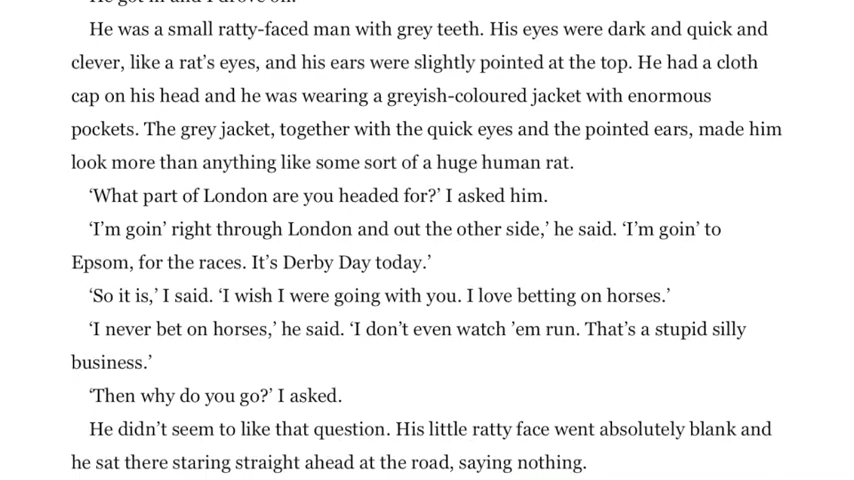 He was a small ratty-faced man with grey teeth. His eyes were dark and quick and
clever, like a rat’s eyes, and his ears were slightly pointed at the top. He had a cloth
cap on his head and he was wearing a greyish-coloured jacket with enormous
pockets. The grey jacket, together with the quick eyes and the pointed ears, made him
look more than anything like some sort of a huge human rat.
‘What part of London are you headed for?’ I asked him.
‘I’m goin’ right through London and out the other side,’ he said. ‘I’m goin’ to
Epsom, for the races. It’s Derby Day today.’
‘So it is,’ I said. ‘I wish I were going with you. I love betting on horses.’
‘I never bet on horses,’ he said. ‘I don’t even watch ’em run. That’s a stupid silly
business.’
‘Then why do you go?’ I asked.
He didn’t seem to like that question. His little ratty face went absolutely blank and
he sat there staring straight ahead at the road, saying nothing.